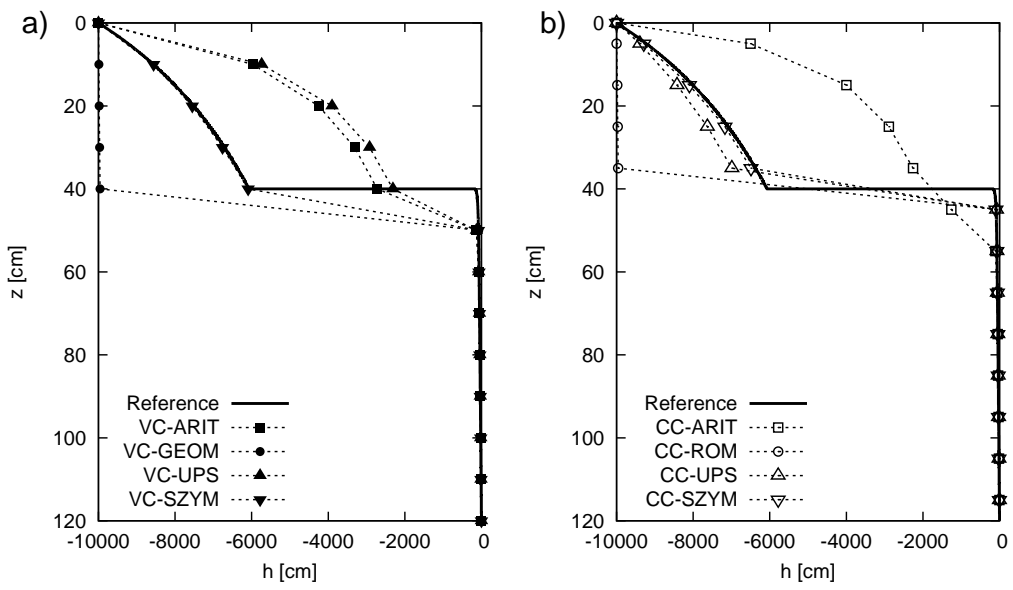 a)
0
20
40
60
80
100
120
z [cm]
-10000 -8000 -6000 -4000 -2000 0
h [cm]
Reference
VC-ARIT
VC-GEOM
VC-UPS
VC-SZYM
b)
0
20
40
60
80
100
120
z [cm]
-10000 -8000 -6000 -4000 -2000 0
h [cm]
Reference
CC-ARIT
CC-ROM
CC-UPS
CC-SZYM